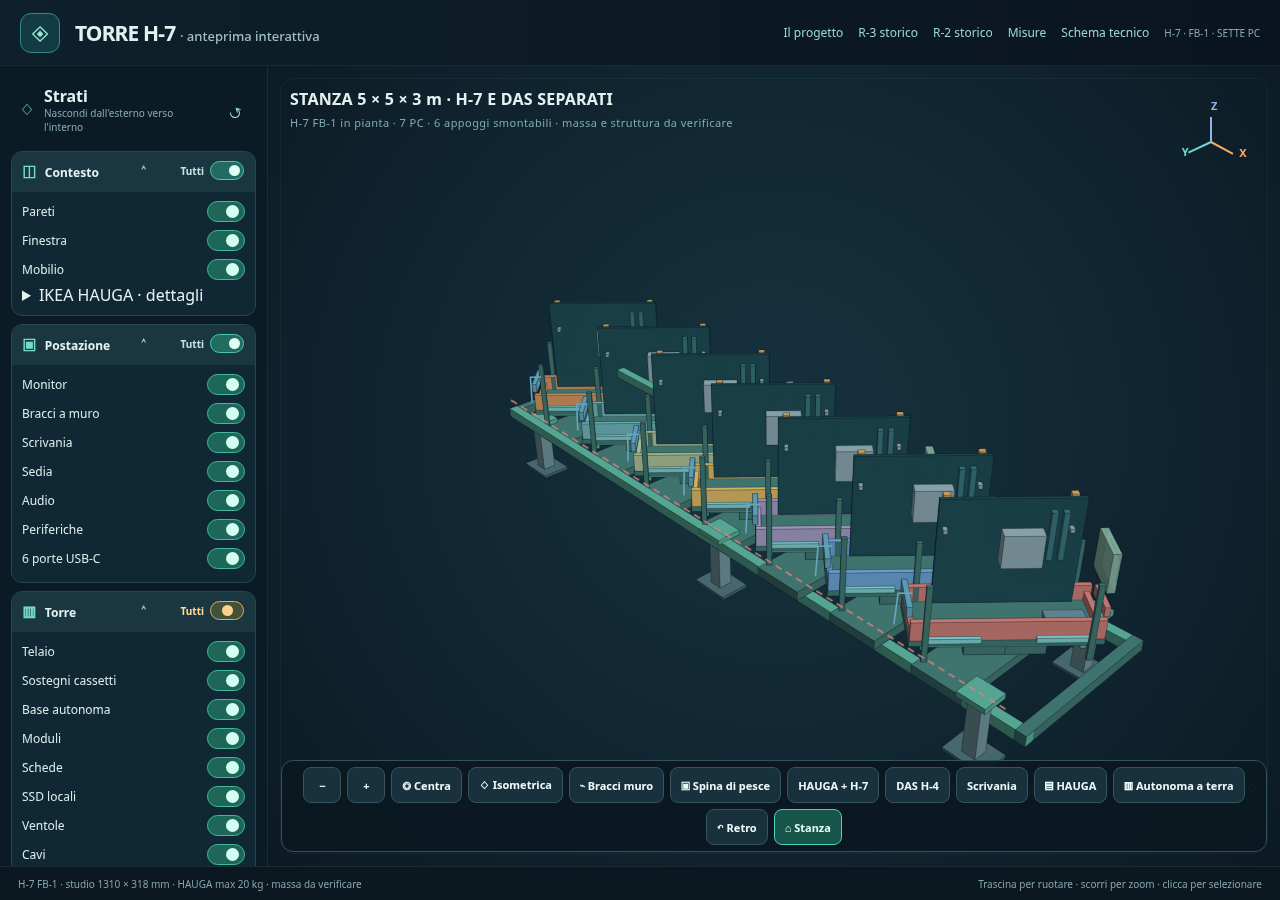 TORRE H-7 · anteprima interattiva
Il progetto
R-3 storico
R-2 storico
Misure
Schema tecnico
H-7 · FB-1 · SETTE PC
Strati
Nascondi dall'esterno verso
l'interno
Contesto
Tutti
Pareti
Finestra
Mobilio
IKEA HAUGA · dettagli
Postazione
Tutti
Monitor
Bracci a muro
Scrivania
Sedia
Audio
Periferiche
6 porte USB-C
Torre
Tutti
Telaio
Sostegni cassetti
Base autonoma
Moduli
Schede
SSD locali
Ventole
Cavi
STANZA 5 × 5 × 3 m · H-7 E DAS SEPARATI
H-7 FB-1 in pianta · 7 PC · 6 appoggi smontabili · massa e struttura da verificare
Z
Y
X
−
+
Centra
Isometrica
Bracci muro
Spina di pesce
HAUGA + H-7
DAS H-4
Scrivania
HAUGA
Autonoma a terra
Retro
Stanza
H-7 FB-1 · studio 1310 × 318 mm · HAUGA max 20 kg · massa da verificare
Trascina per ruotare · scorri per zoom · clicca per selezionare